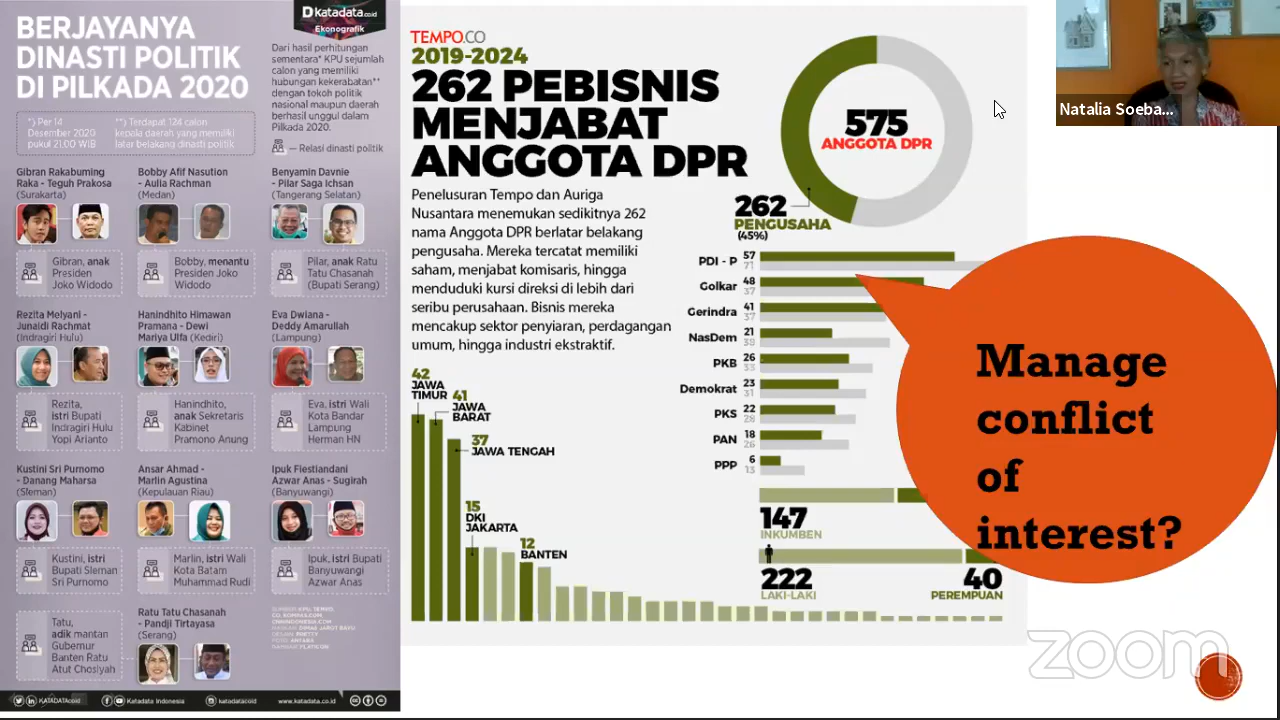 BERJAYANYA
DINASTI POLITIK
DI PILKADA 2020
Dkatadata.co.id
Ekonografik
*) Per 14
Desember 2020
pukul 21.00 WIB
**) Terdapat 124 calon
kepala daerah yang memiliki
latar belakang dinasti politik
Dari hasil perhitungan
sementara* KPU sejumlah
calon yang memiliki
hubungan kekerabatan**
dengan tokoh politik
nasional maupun daerah
berhasil unggul dalam
Pilkada 2020.
— Relasi dinasti politik
Gibran Rakabuming
Raka - Teguh Prakosa
(Surakarta)
Gibran, anak
Presiden
Joko Widodo
Bobby Afif Nasution
- Aulia Rachman
(Medan)
Bobby, menantu
Presiden Joko
Widodo
Benyamin Davnie
- Pilar Saga Ichsan
(Tangerang Selatan)
Pilar, anak Ratu
Tatu Chasanah
(Bupati Serang)
Rezita Melyani -
Junaidi Rachmat
(Indragiri Hulu)
Rezita,
istri Bupati
Indragiri Hulu
Yopi Arianto
Hanindhito Himawan
Pramana - Dewi
Mariya Ulfa (Kediri)
Hanindhito,
anak Sekretaris
Kabinet
Pramono Anung
Eva Dwiana -
Deddy Amarullah
(Lampung)
Eva, istri Wali
Kota Bandar
Lampung
Herman HN
Kustini Sri Purnomo
- Danang Maharsa
(Sleman)
Kustini, istri
Bupati Sleman
Sri Purnomo
Ansar Ahmad -
Marlin Agustina
(Kepulauan Riau)
Marlin, istri Wali
Kota Batam
Muhammad Rudi
Ipuk Fiestiandani
Azwar Anas - Sugirah
(Banyuwangi)
Ipuk, istri Bupati
Banyuwangi
Azwar Anas
Tatu,
adik mantan
Gubernur
Banten Ratu
Atut Chosiyah
Ratu Tatu Chasanah
- Pandji Tirtayasa
(Serang)
KATADATAcoid
Katadata Indonesia
katadatacoid
www.katadata.co.id
TEMPO.CO
2019-2024
262 PEBISNIS
MENJABAT
ANGGOTA DPR
Penelusuran Tempo dan Auriga
Nusantara menemukan sedikitnya 262
nama Anggota DPR berlatar belakang
pengusaha. Mereka tercatat memiliki
saham, menjabat komisaris, hingga
menduduki kursi direksi di lebih dari
seribu perusahaan. Bisnis mereka
mencakup sektor penyiaran, perdagangan
umum, hingga industri ekstraktif.
42
JAWA
TIMUR
41
JAWA
BARAT
37
JAWA TENGAH
15
DKI
JAKARTA
12
BANTEN
575
ANGGOTA DPR
262
PENGUSAHA
(45%)
PDI - P 57
71
Golkar 48
37
Gerindra 41
37
NasDem 21
38
PKB 26
33
Demokrat 23
31
PKS 22
28
PAN 18
26
PPP 6
13
147
INKUMBEN
222
LAKI-LAKI
40
PEREMPUAN
Manage
conflict
of
interest?
Natalia Soeba...
zoom